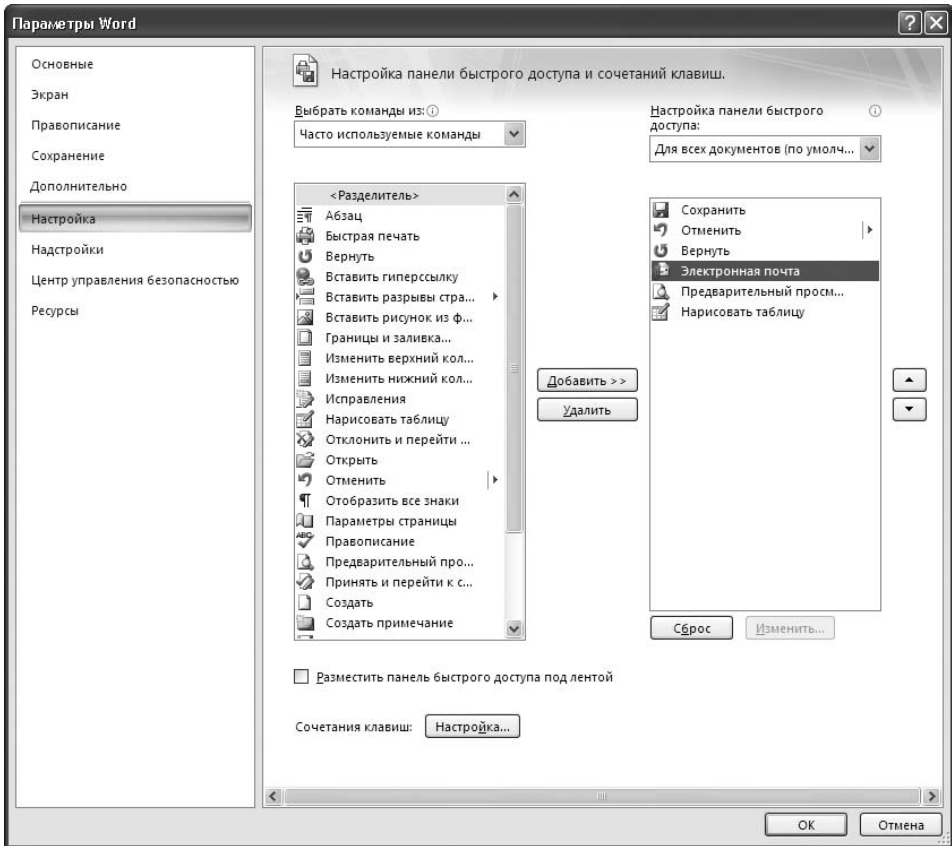 Параметры Word
Основные
Экран
Правописание
Сохранение
Дополнительно
Настройка
Надстройки
Центр управления безопасностью
Ресурсы
Настройка панели быстрого доступа и сочетаний клавиш.
Выбрать команды из:
Часто используемые команды
<Разделитель>
Абзац
Быстрая печать
Вернуть
Вставить гиперссылку
Вставить разрывы стра...
Вставить рисунок из ф...
Границы и заливка...
Изменить верхний кол...
Изменить нижний кол...
Исправления
Нарисовать таблицу
Отклонить и перейти ...
Открыть
Отменить
Отобразить все знаки
Параметры страницы
Правописание
Предварительный про...
Принять и перейти к с...
Создать
Создать примечание
Добавить >>
Удалить
Настройка панели быстрого
доступа:
Для всех документов (по умолч...
Сохранить
Отменить
Вернуть
Электронная почта
Предварительный просм...
Нарисовать таблицу
Сброс
Изменить...
Разместить панель быстрого доступа под лентой
Сочетания клавиш:
Настройка...
ОК
Отмена